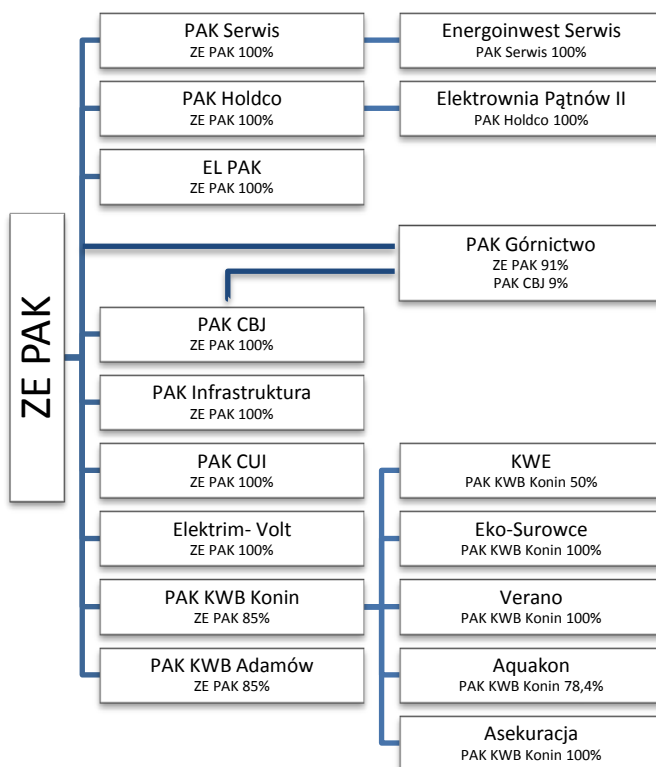 ZE PAK
PAK Serwis
ZE PAK 100%
Energoinwest Serwis
PAK Serwis 100%
PAK Holdco
ZE PAK 100%
Elektrownia Pątnów II
PAK Holdco 100%
EL PAK
ZE PAK 100%
PAK Górnictwo
ZE PAK 91%
PAK CBJ 9%
PAK CBJ
ZE PAK 100%
PAK Infrastruktura
ZE PAK 100%
PAK CUI
ZE PAK 100%
KWE
PAK KWB Konin 50%
Elektrim- Volt
ZE PAK 100%
Eko-Surowce
PAK KWB Konin 100%
PAK KWB Konin
ZE PAK 85%
Verano
PAK KWB Konin 100%
PAK KWB Adamów
ZE PAK 85%
Aquakon
PAK KWB Konin 78,4%
Asekuracja
PAK KWB Konin 100%